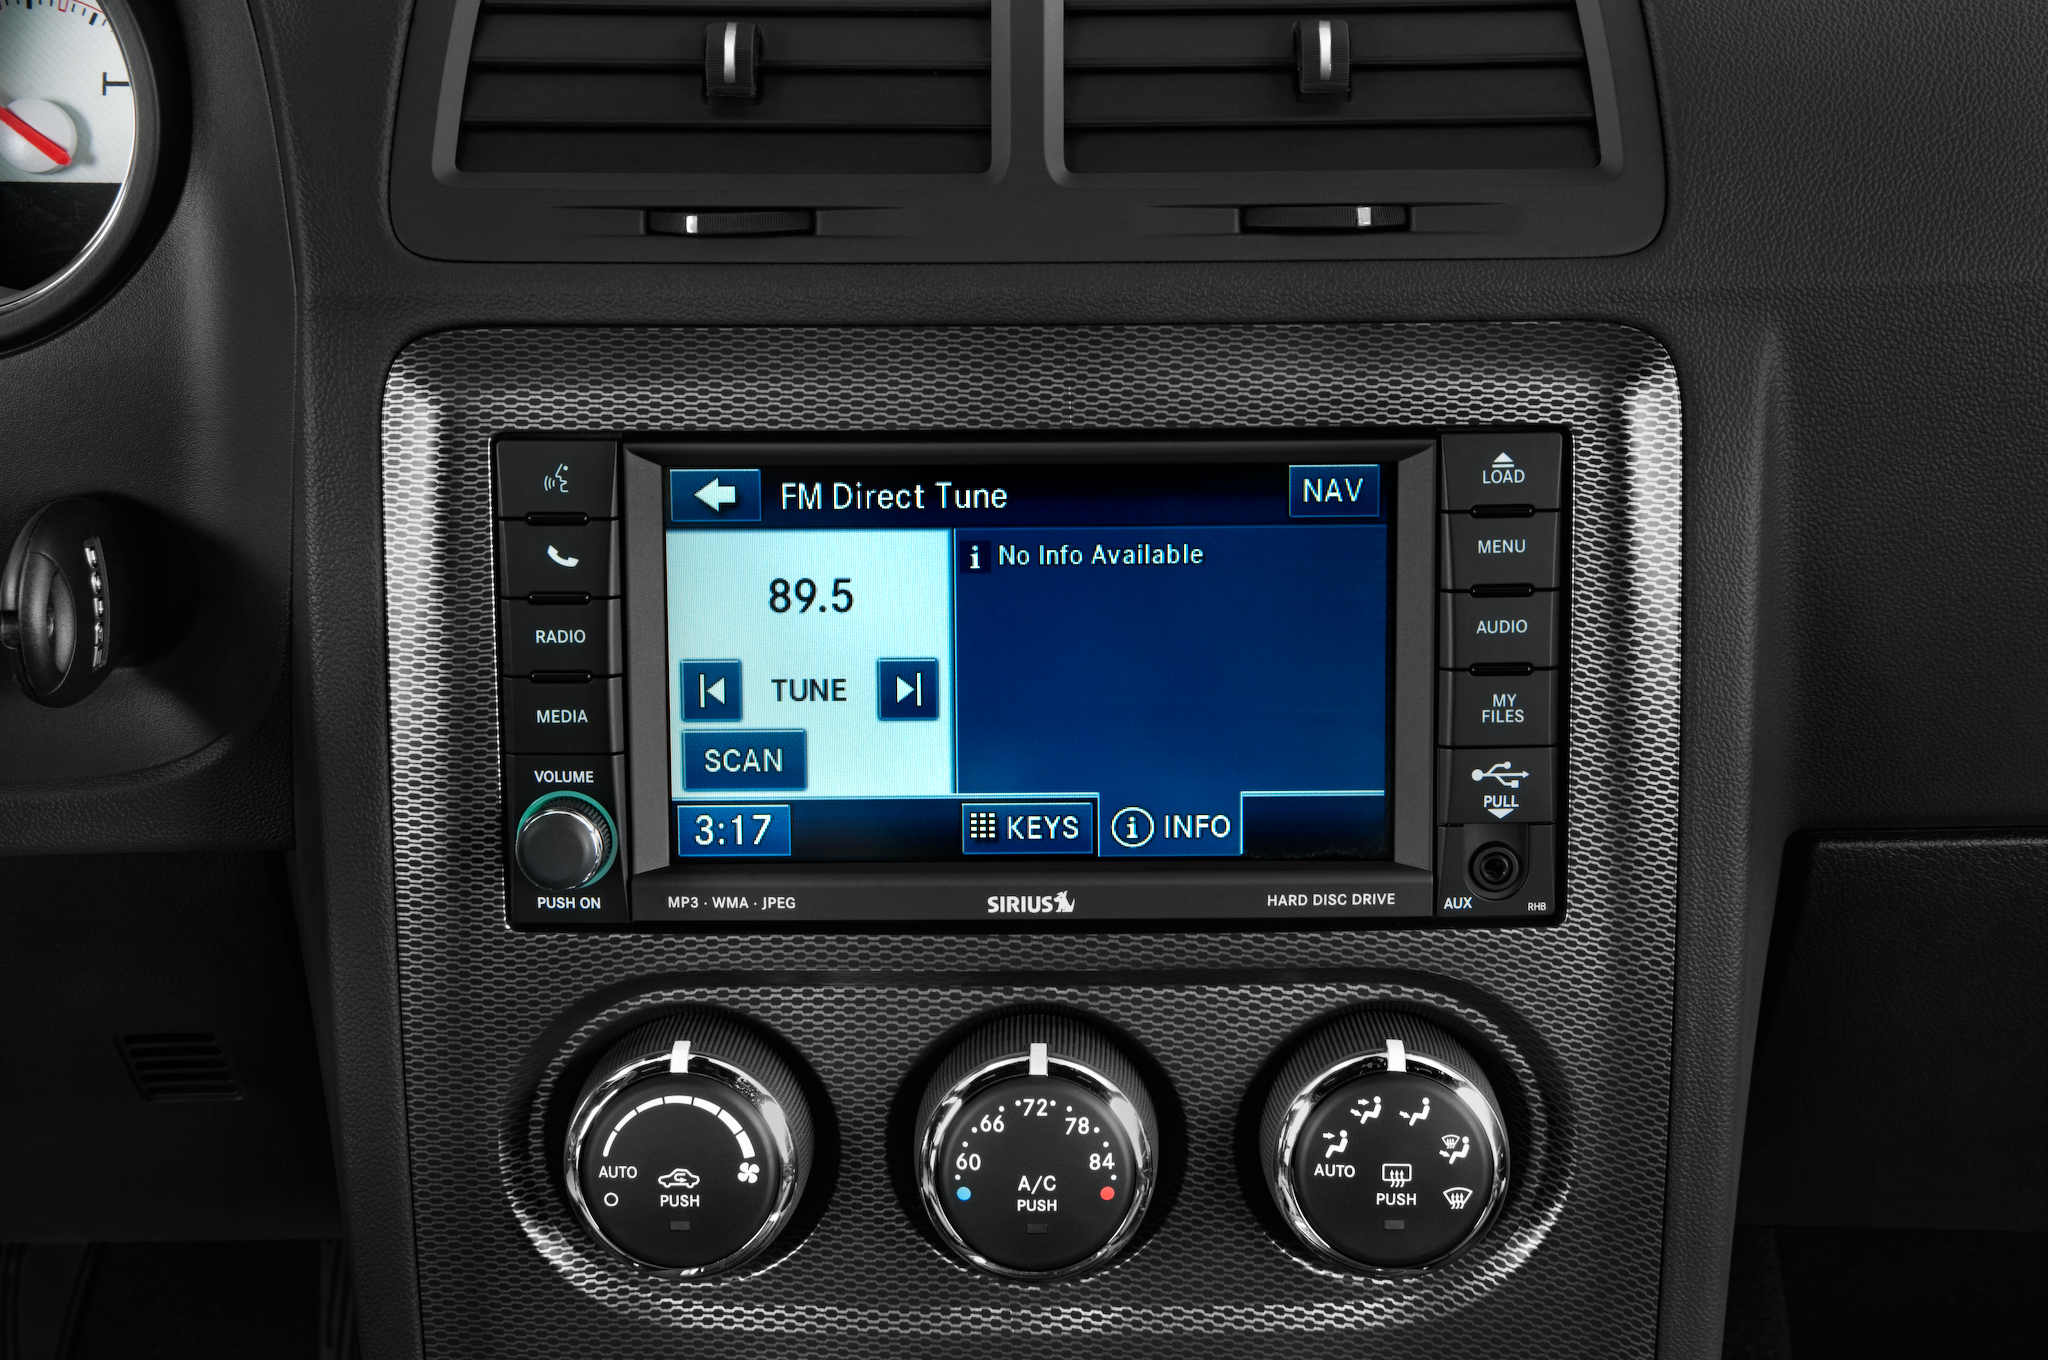 FM Direct Tune
NAV
89.5
No Info Available
TUNE
SCAN
3:17
KEYS
INFO
RADIO
MEDIA
VOLUME
PUSH ON
LOAD
MENU
AUDIO
MY
FILES
PULL
AUX
RHB
MP3 · WMA · JPEG
SIRIUS
HARD DISC DRIVE
AUTO
PUSH
60
66
72
78
84
A/C
PUSH
AUTO
PUSH